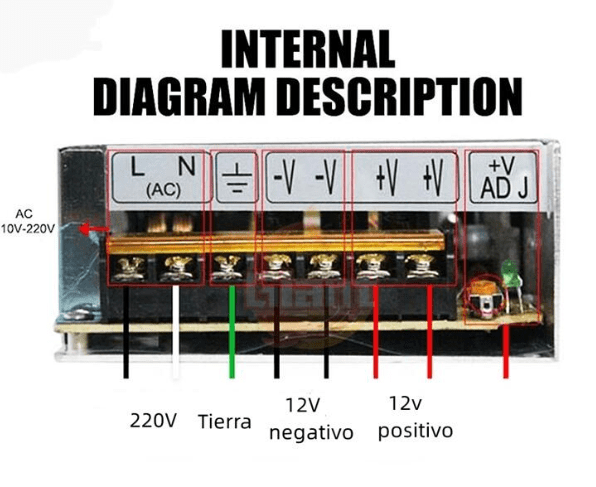 INTERNAL
DIAGRAM DESCRIPTION
L N
(AC)
-V -V
+V +V
+V
ADJ
AC
10V-220V
220V
Tierra
12V
negativo
12v
positivo